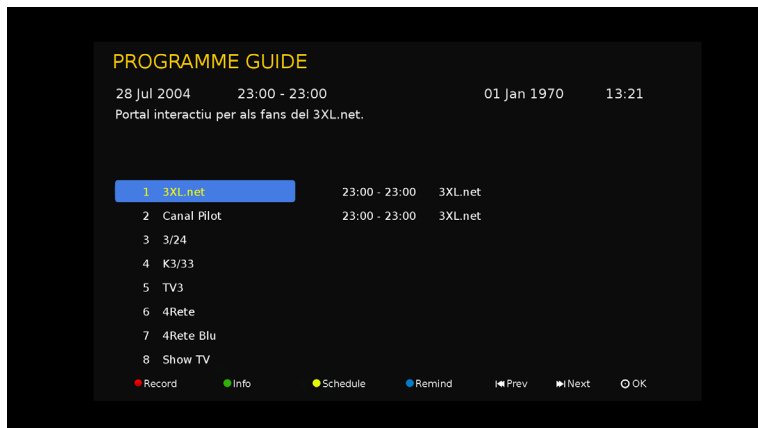 PROGRAMME GUIDE
28 Jul 2004 23:00 - 23:00 01 Jan 1970 13:21
Portal interactiu per als fans del 3XL.net.
1 3XL.net 23:00 - 23:00 3XL.net
2 Canal Pilot 23:00 - 23:00 3XL.net
3 3/24
4 K3/33
5 TV3
6 4Rete
7 4Rete Blu
8 Show TV
Record Info Schedule Remind Prev Next OK